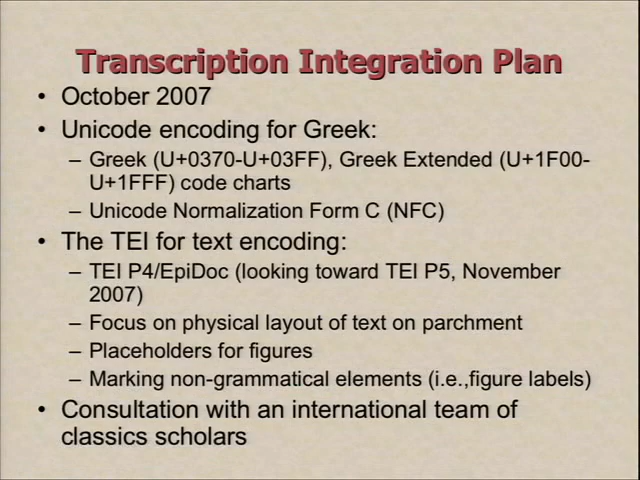 Transcription Integration Plan
• October 2007
• Unicode encoding for Greek:
– Greek (U+0370-U+03FF), Greek Extended (U+1F00-
U+1FFF) code charts
– Unicode Normalization Form C (NFC)
• The TEI for text encoding:
– TEI P4/EpiDoc (looking toward TEI P5, November
2007)
– Focus on physical layout of text on parchment
– Placeholders for figures
– Marking non-grammatical elements (i.e.,figure labels)
• Consultation with an international team of
classics scholars